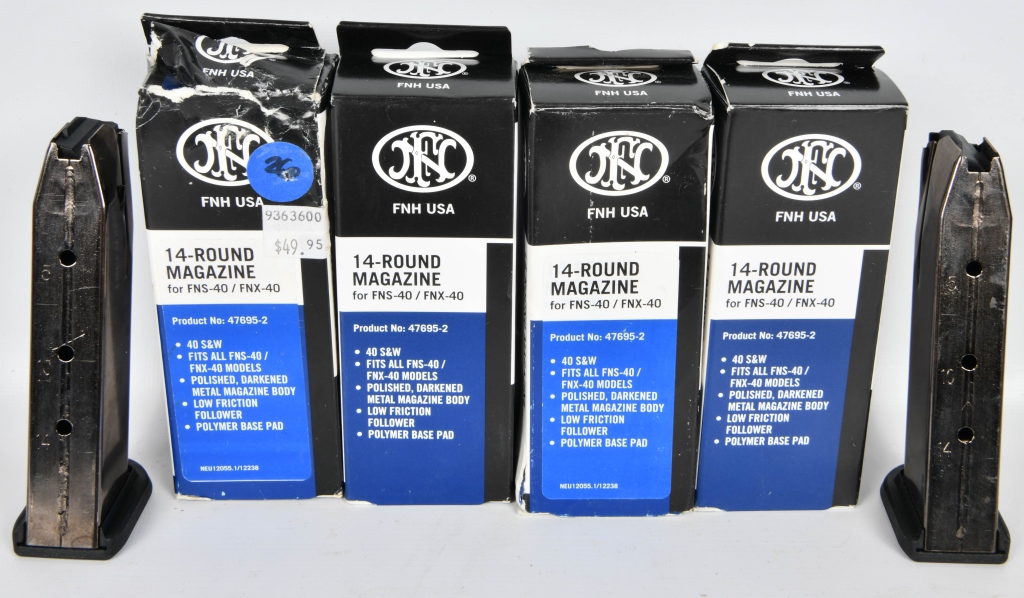 FNH USA
FN
FNH USA
9363600
$49.95
14-ROUND
MAGAZINE
for FNS-40 / FNX-40
Product No: 47695-2
• 40 S&W
• FITS ALL FNS-40 /
FNX-40 MODELS
• POLISHED, DARKENED
METAL MAGAZINE BODY
• LOW FRICTION
FOLLOWER
• POLYMER BASE PAD
NEU12055.1/12238
FN®
FNH USA
FN®
FNH USA
14-ROUND
MAGAZINE
for FNS-40 / FNX-40
Product No: 47695-2
• 40 S&W
• FITS ALL FNS-40 /
FNX-40 MODELS
• POLISHED, DARKENED
METAL MAGAZINE BODY
• LOW FRICTION
FOLLOWER
• POLYMER BASE PAD
FN®
FNH USA
FN®
FNH USA
14-ROUND
MAGAZINE
for FNS-40 / FNX-40
Product No: 47695-2
• 40 S&W
• FITS ALL FNS-40 /
FNX-40 MODELS
• POLISHED, DARKENED
METAL MAGAZINE BODY
• LOW FRICTION
FOLLOWER
• POLYMER BASE PAD
NEU12055.1/12238
FN®
FNH USA
FN®
FNH USA
14-ROUND
MAGAZINE
for FNS-40 / FNX-40
Product No: 47695-2
• 40 S&W
• FITS ALL FNS-40 /
FNX-40 MODELS
• POLISHED, DARKENED
METAL MAGAZINE BODY
• LOW FRICTION
FOLLOWER
• POLYMER BASE PAD